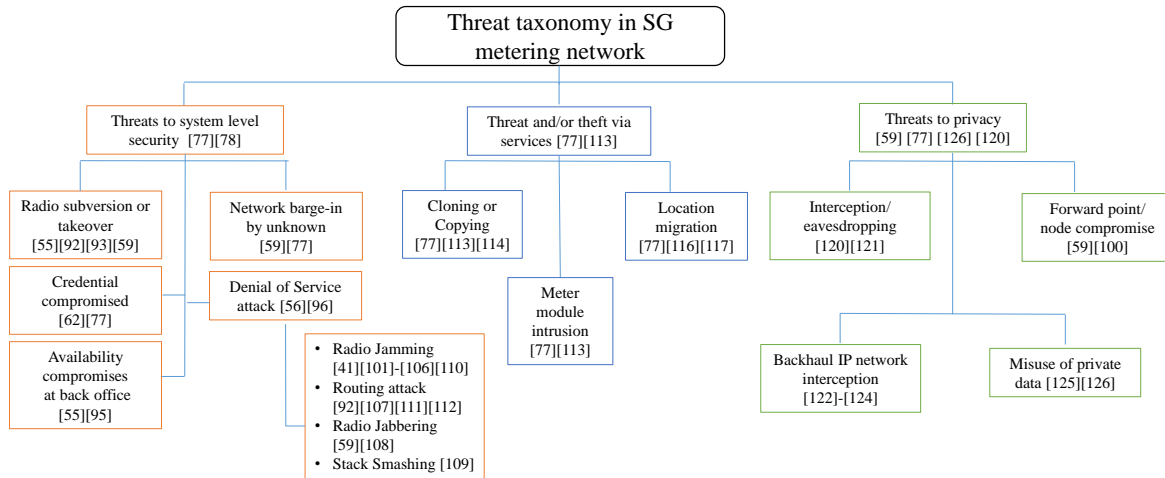 Threat taxonomy in SG
metering network
Threats to system level
security [77][78]
Threat and/or theft via
services [77][113]
Threats to privacy
[59] [77] [126] [120]
Radio subversion or
takeover
[55][92][93][59]
Network barge-in
by unknown
[59][77]
Cloning or
Copying
[77][113][114]
Location
migration
[77][116][117]
Interception/
eavesdropping
[120][121]
Forward point/
node compromise
[59][100]
Credential
compromised
[62][77]
Denial of Service
attack [56][96]
Meter
module
intrusion
[77][113]
Availability
compromises
at back office
[55][95]
• Radio Jamming
[41][101]-[106][110]
• Routing attack
[92][107][111][112]
• Radio Jabbering
[59][108]
• Stack Smashing [109]
Backhaul IP network
interception
[122]-[124]
Misuse of private
data [125][126]